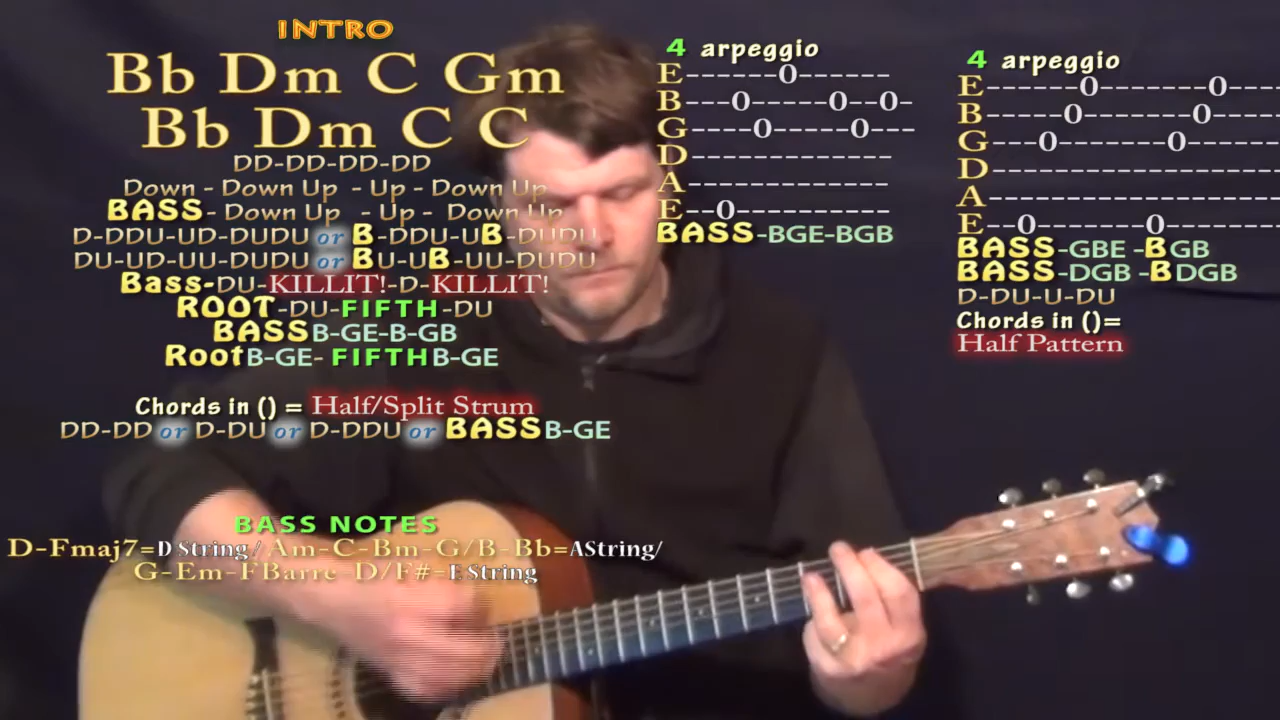 INTRO
Bb Dm C Gm
Bb Dm C C
DD-DD-DD-DD
Down - Down Up - Up - Down Up
BASS- Down Up - Up - Down Up
D-DDU-UD-DUDU or B-DDU-UB-DUDU
DU-UD-UU-DUDU or BU-UB-UU-DUDU
Bass-DU-KILLIT!-D-KILLIT!
ROOT-DU-FIFTH-DU
BASSB-GE-B-GB
RootB-GE- FIFTHB-GE
Chords in () = Half/Split Strum
DD-DD or D-DU or D-DDU or BASSB-GE
BASS NOTES
D-Fmaj7=D String/ Am-C-Bm-G/B-Bb=AString/
G-Em-FBarre-D/F#=E String
4 arpeggio
E------0------
B---0-----0--0-
G----0-----0---
D-------------
A-------------
E--0----------
BASS-BGE-BGB
4 arpeggio
E------0-------0----
B-----0-------0-----
G---0-------0------
D------------------
A------------------
E--0-------0-------
BASS-GBE -BGB
BASS-DGB -BDGB
D-DU-U-DU
Chords in ()=
Half Pattern